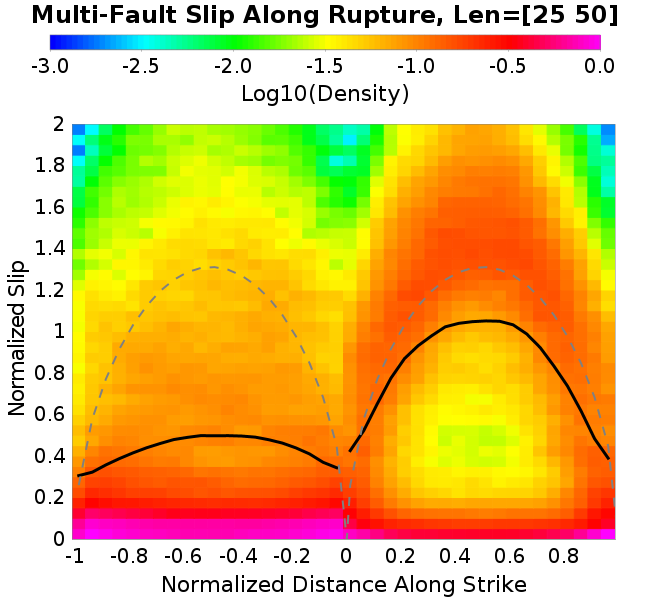 Multi-Fault Slip Along Rupture, Len=[25 50]
-3.0 -2.5 -2.0 -1.5 -1.0 -0.5 0.0
Log10(Density)
Normalized Slip
2
1.8
1.6
1.4
1.2
1
0.8
0.6
0.4
0.2
0
-1 -0.8 -0.6 -0.4 -0.2 0 0.2 0.4 0.6 0.8
Normalized Distance Along Strike